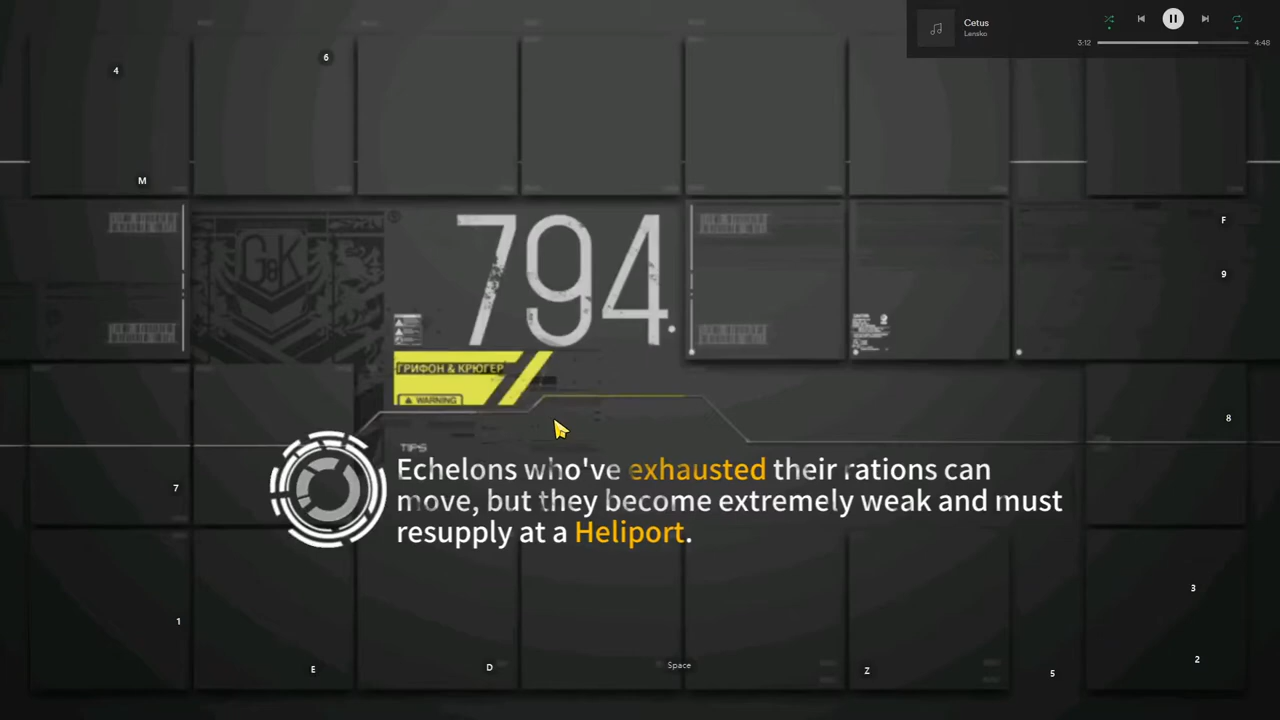 Cetus
Lensko
3:12
4:48
4
6
M
F
9
G&K
794.
ГРИФОН & КРЮГЕР
WARNING
8
TIPS
Echelons who've exhausted their rations can
move, but they become extremely weak and must
resupply at a Heliport.
7
3
1
E
D
Space
Z
5
2